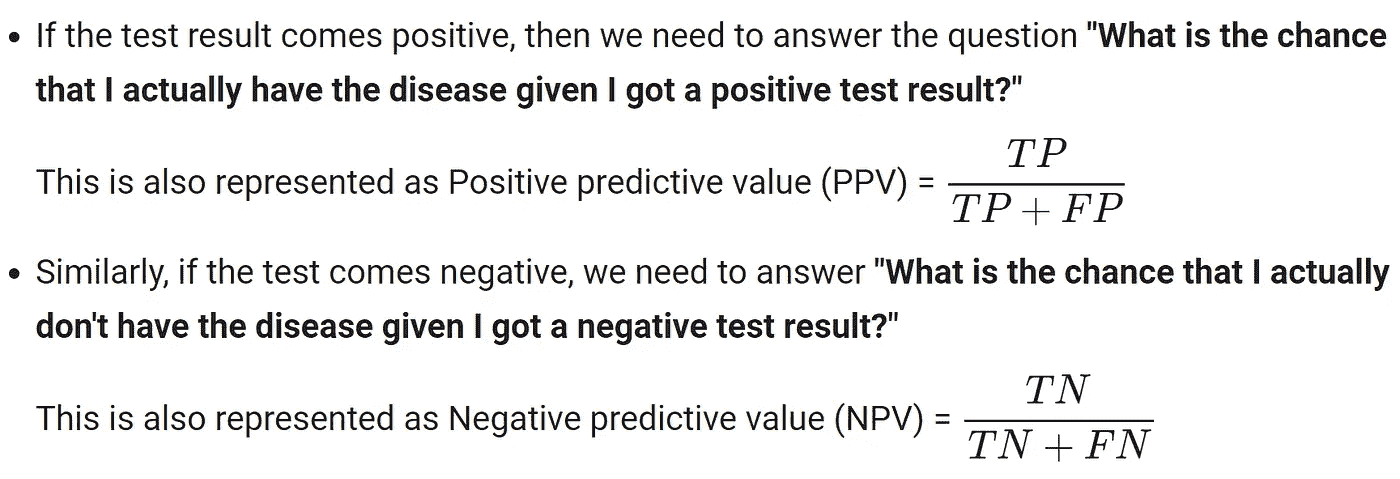 • If the test result comes positive, then we need to answer the question "What is the chance
that I actually have the disease given I got a positive test result?"
This is also represented as Positive predictive value (PPV) = \frac{TP}{TP + FP}
• Similarly, if the test comes negative, we need to answer "What is the chance that I actually
don't have the disease given I got a negative test result?"
This is also represented as Negative predictive value (NPV) = \frac{TN}{TN + FN}